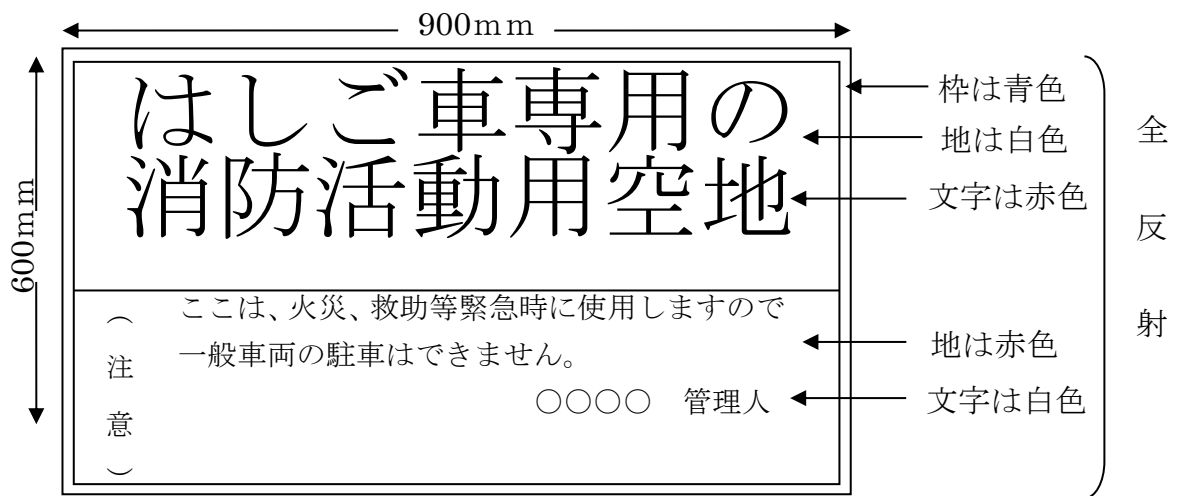 900ｍｍ
600mm
はしご車専用の
消防活動用空地
（注意）
ここは、火災、救助等緊急時に使用しますので
一般車両の駐車はできません。
○○○○　管理人
枠は青色
地は白色
文字は赤色
地は赤色
文字は白色
全反射